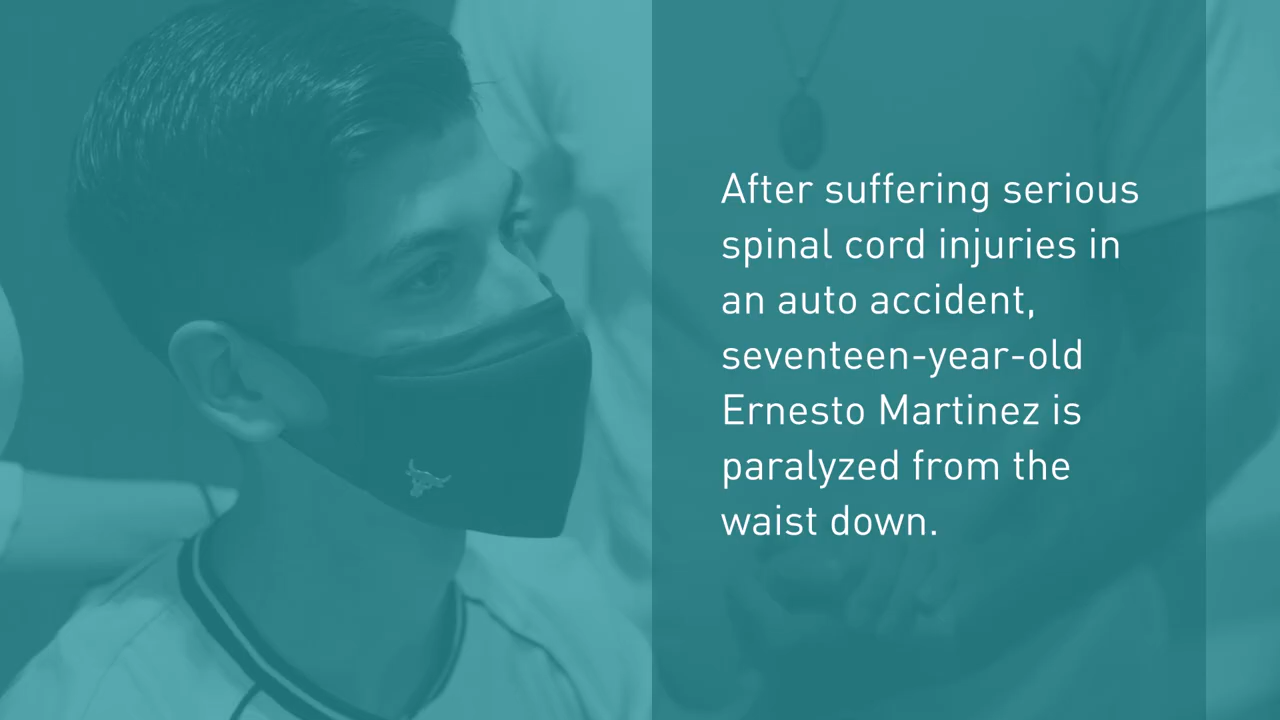 After suffering serious
spinal cord injuries in
an auto accident,
seventeen-year-old
Ernesto Martinez is
paralyzed from the
waist down.